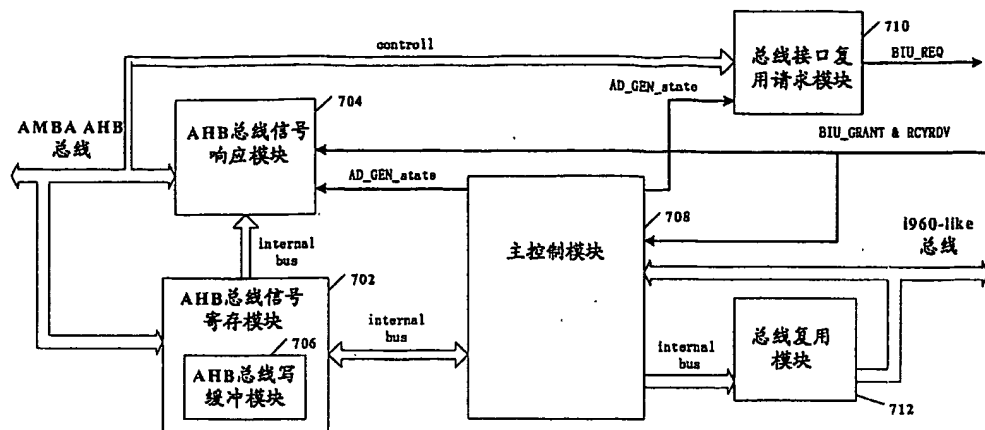 710
controll
总线接口复
用请求模块
BIU_REQ
AD_GEN_state
704
AMBA AHB
总线
AHB总线信号
响应模块
BIU_GRANT & RCYRDV
AD_GEN_state
708
i960-like
总线
internal
bus
主控制模块
702
AHB总线信号
寄存模块
internal
bus
706
AHB总线写
缓冲模块
internal
bus
总线复用
模块
712